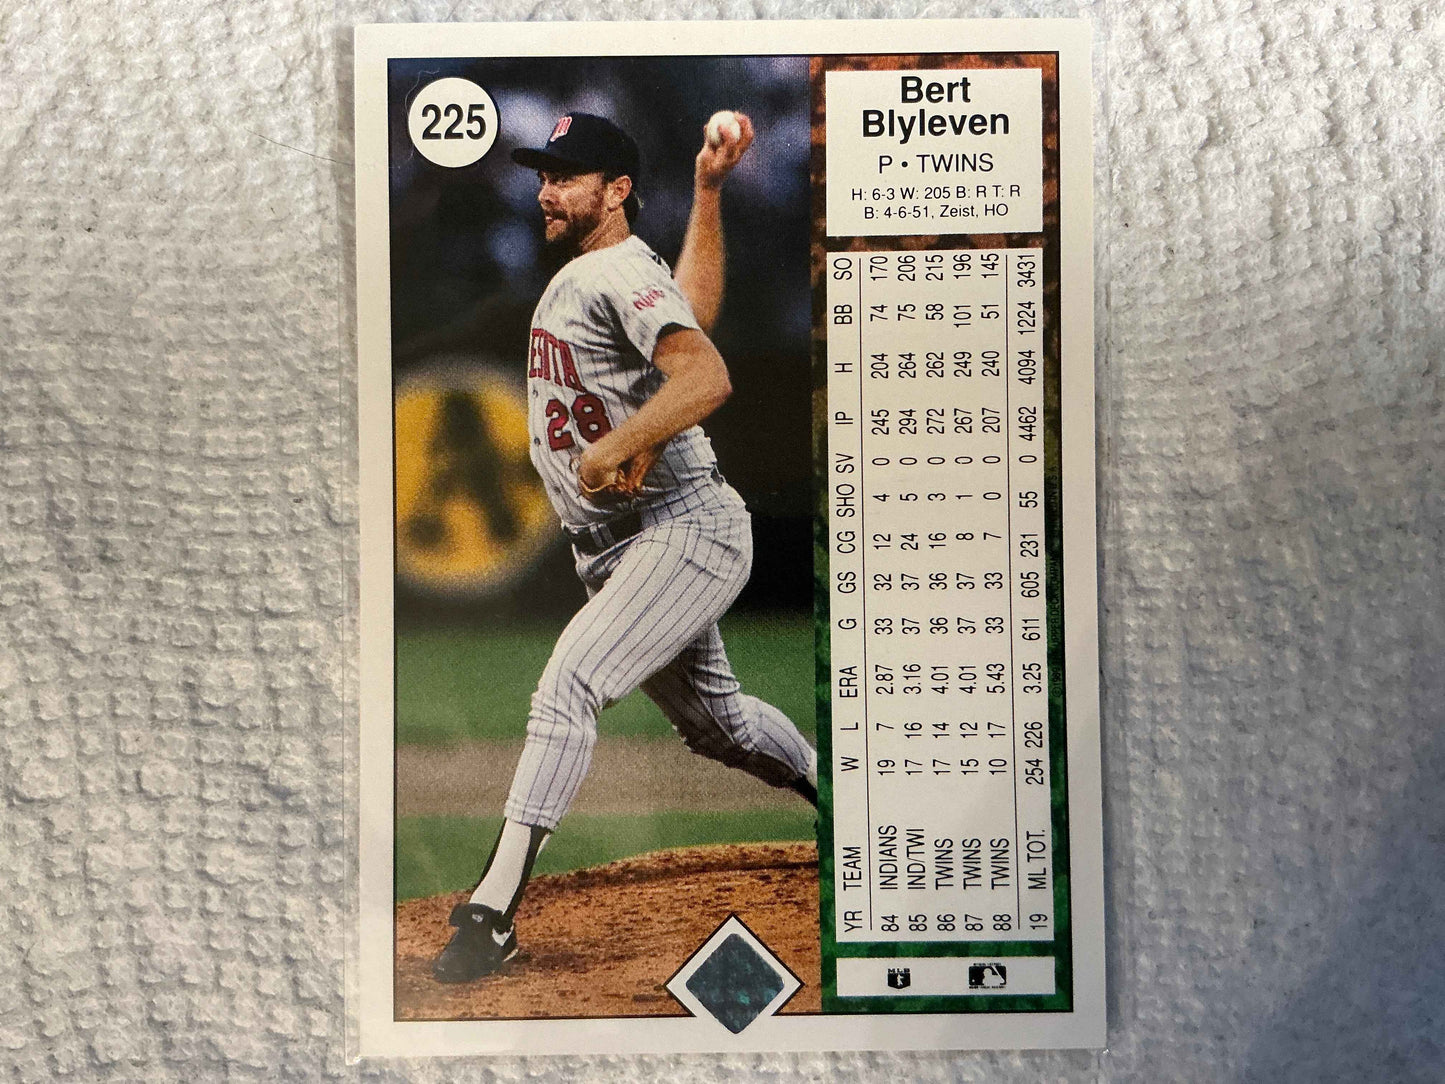 225
Bert
Blyleven
P • TWINS
H: 6-3 W: 205 B: R T: R
B: 4-6-51, Zeist, HO
ESOTA
28
YR TEAM W L ERA G GS CG SHO SV IP H BB SO
84 INDIANS 19 7 2.87 33 32 12 4 0 245 204 74 170
85 IND/TWI 17 16 3.16 37 37 24 5 0 294 264 75 206
86 TWINS 17 14 4.01 36 36 16 3 0 272 262 58 215
87 TWINS 15 12 4.01 37 37 8 1 0 267 249 101 196
88 TWINS 10 17 5.43 33 33 7 0 0 207 240 51 145
19 ML TOT. 254 226 3.25 611 605 231 55 0 4462 4094 1224 3431
MLB